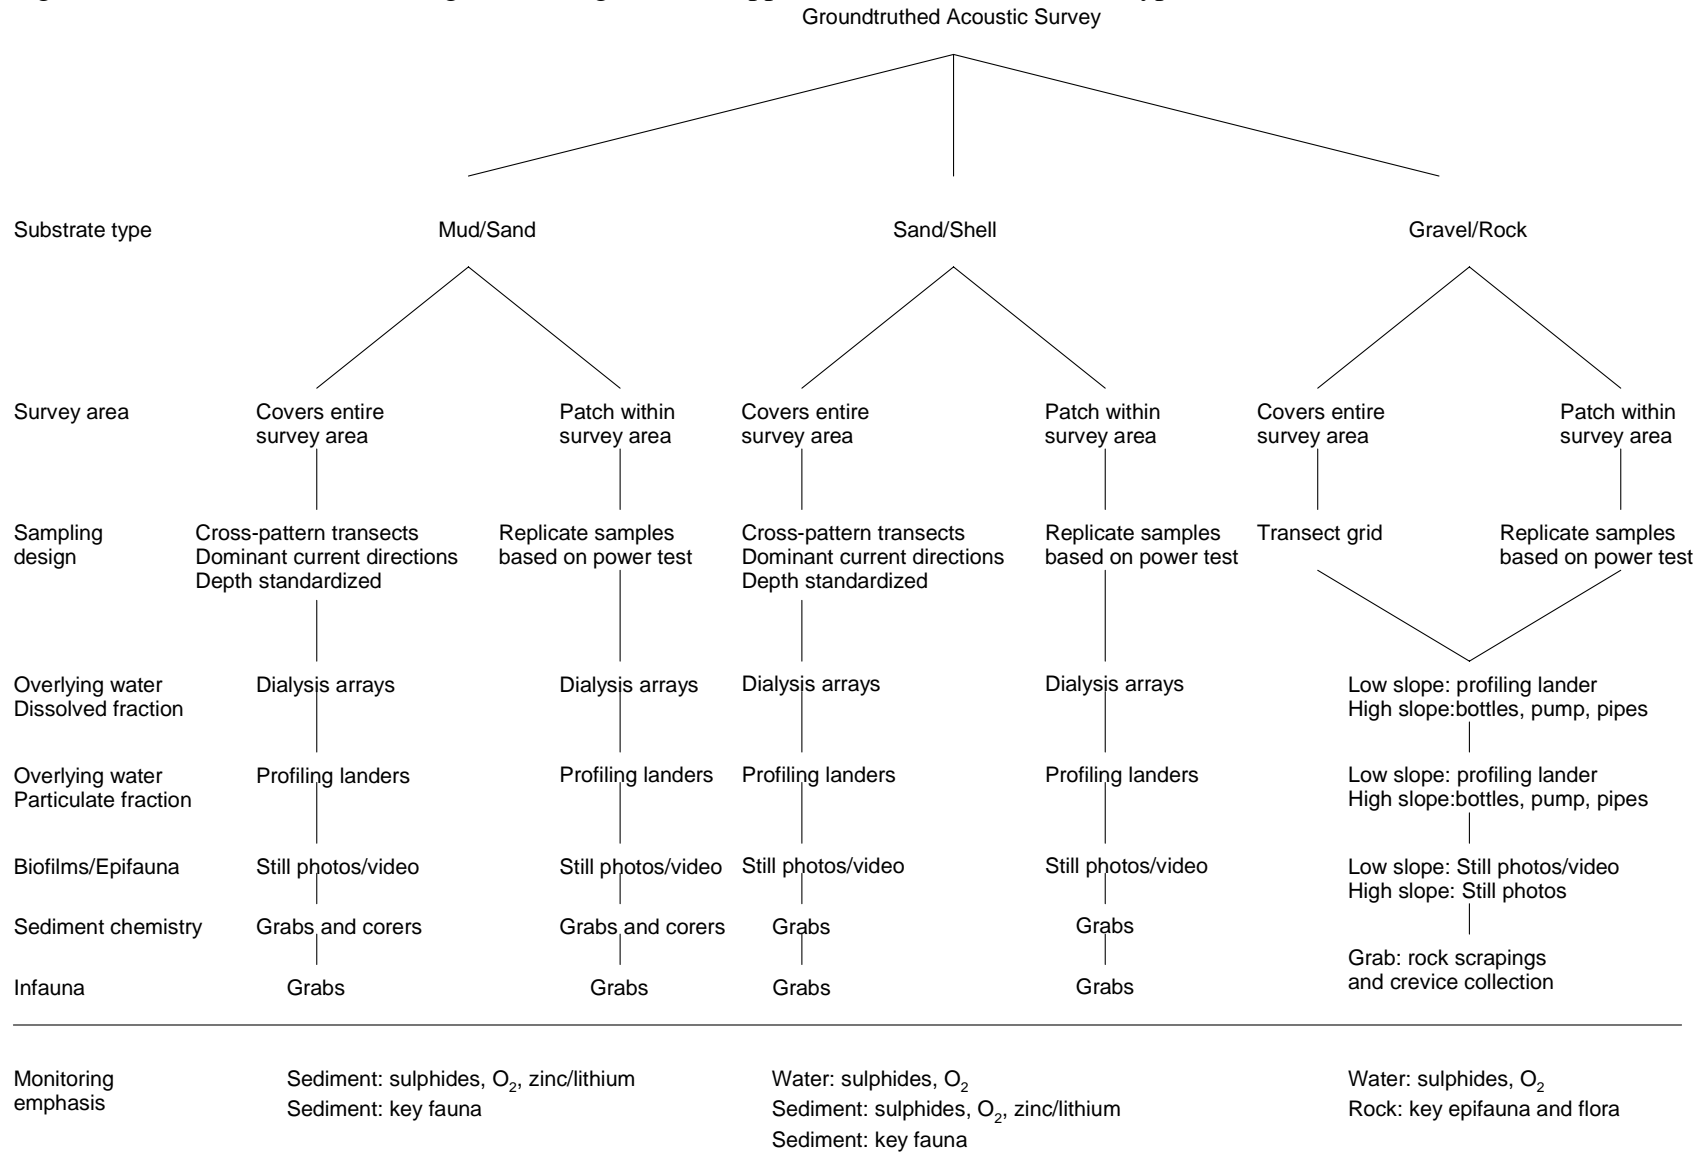 Groundtruthed Acoustic Survey
Substrate type
Mud/Sand
Sand/Shell
Gravel/Rock
Survey area
Covers entire
survey area
Patch within
survey area
Covers entire
survey area
Patch within
survey area
Covers entire
survey area
Patch within
survey area
Sampling
design
Cross-pattern transects
Dominant current directions
Depth standardized
Replicate samples
based on power test
Cross-pattern transects
Dominant current directions
Depth standardized
Replicate samples
based on power test
Transect grid
Replicate samples
based on power test
Overlying water
Dissolved fraction
Dialysis arrays
Dialysis arrays
Dialysis arrays
Dialysis arrays
Low slope: profiling lander
High slope:bottles, pump, pipes
Overlying water
Particulate fraction
Profiling landers
Profiling landers
Profiling landers
Profiling landers
Low slope: profiling lander
High slope:bottles, pump, pipes
Biofilms/Epifauna
Still photos/video
Still photos/video
Still photos/video
Still photos/video
Low slope: Still photos/video
High slope: Still photos
Sediment chemistry
Grabs and corers
Grabs and corers
Grabs
Grabs
Grab: rock scrapings
and crevice collection
Infauna
Grabs
Grabs
Grabs
Grabs
Monitoring
emphasis
Sediment: sulphides, O2, zinc/lithium
Sediment: key fauna
Water: sulphides, O2
Sediment: sulphides, O2, zinc/lithium
Sediment: key fauna
Water: sulphides, O2
Rock: key epifauna and flora